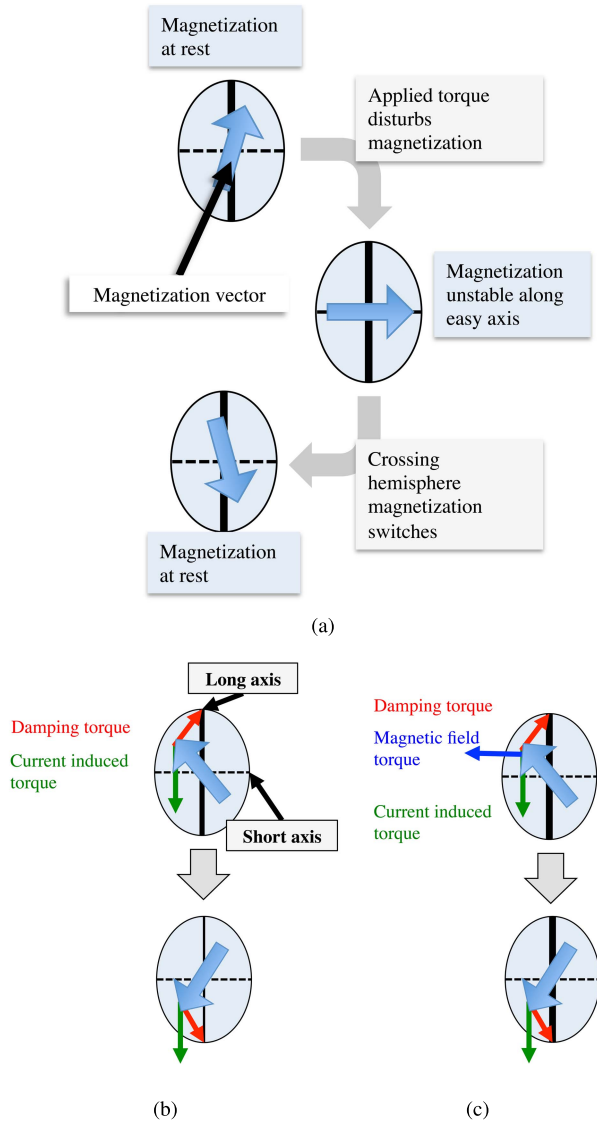 Magnetization
at rest
Applied torque
disturbs
magnetization
Magnetization vector
Magnetization
unstable along
easy axis
Crossing
hemisphere
magnetization
switches
Magnetization
at rest
(a)
Long axis
Damping torque
Current induced
torque
Short axis
Damping torque
Magnetic field
torque
Current induced
torque
(b)
(c)